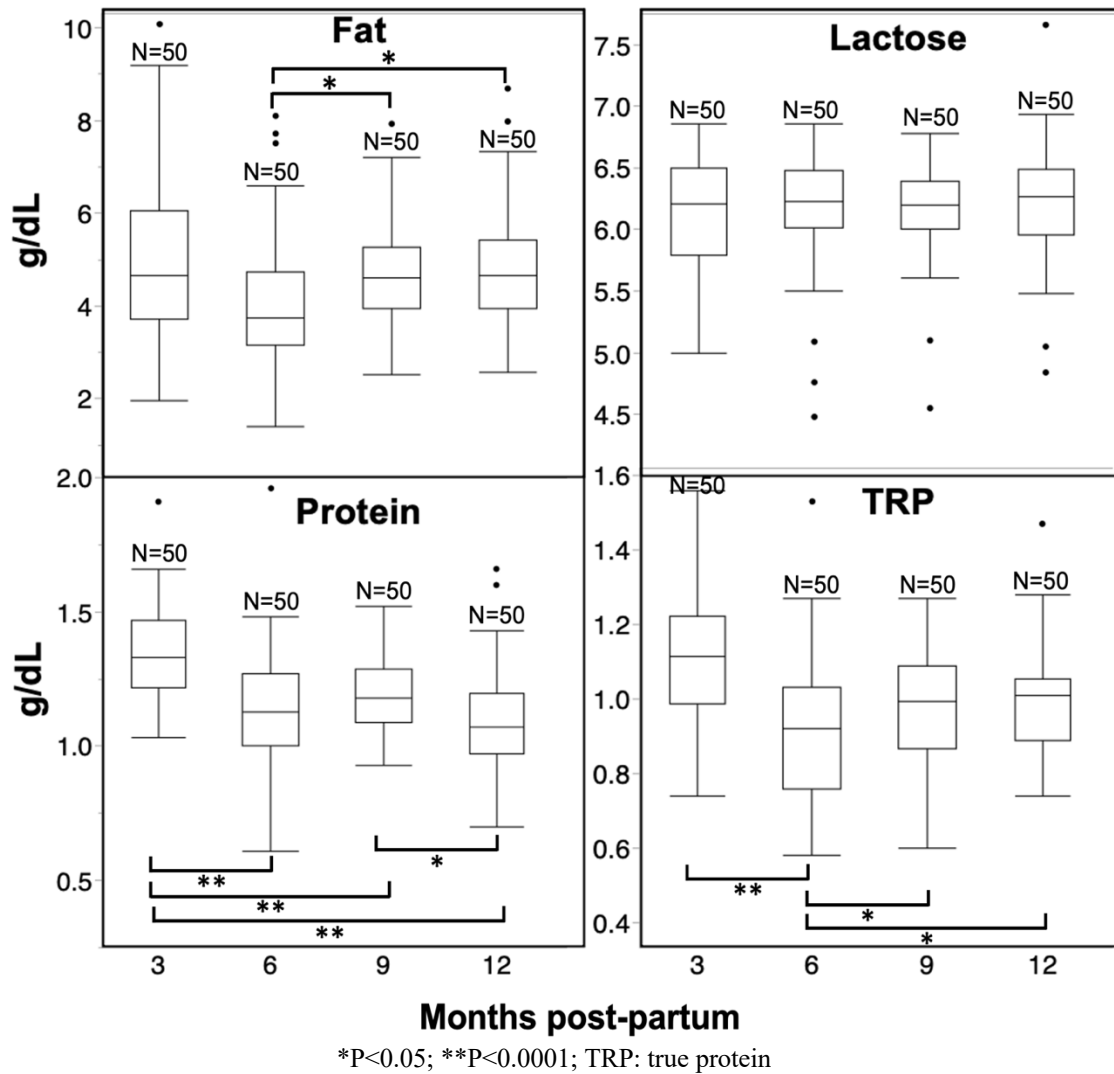 Fat
Lactose
10
8
6
4
2
g/dL
N=50
N=50
N=50
N=50
*
*
7.5
7.0
6.5
6.0
5.5
5.0
4.5
N=50
N=50
N=50
N=50
Protein
TRP
2.0
1.5
1.0
0.5
g/dL
N=50
N=50
N=50
N=50
**
*
**
**
1.6
1.4
1.2
1.0
0.8
0.6
0.4
N=50
N=50
N=50
N=50
**
*
*
3 6 9 12
3 6 9 12
Months post-partum
*P<0.05; **P<0.0001; TRP: true protein